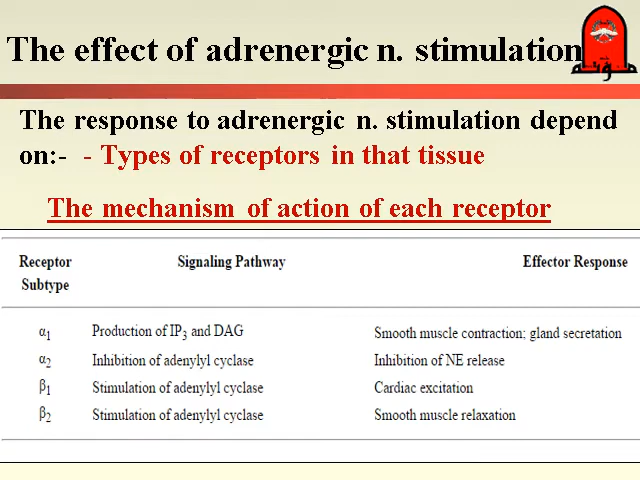 The effect of adrenergic n. stimulation
The response to adrenergic n. stimulation depend
on:- - Types of receptors in that tissue
The mechanism of action of each receptor
Receptor Subtype Signaling Pathway Effector Response
α1 Production of IP3 and DAG Smooth muscle contraction; gland secretation
α2 Inhibition of adenylyl cyclase Inhibition of NE release
β1 Stimulation of adenylyl cyclase Cardiac excitation
β2 Stimulation of adenylyl cyclase Smooth muscle relaxation